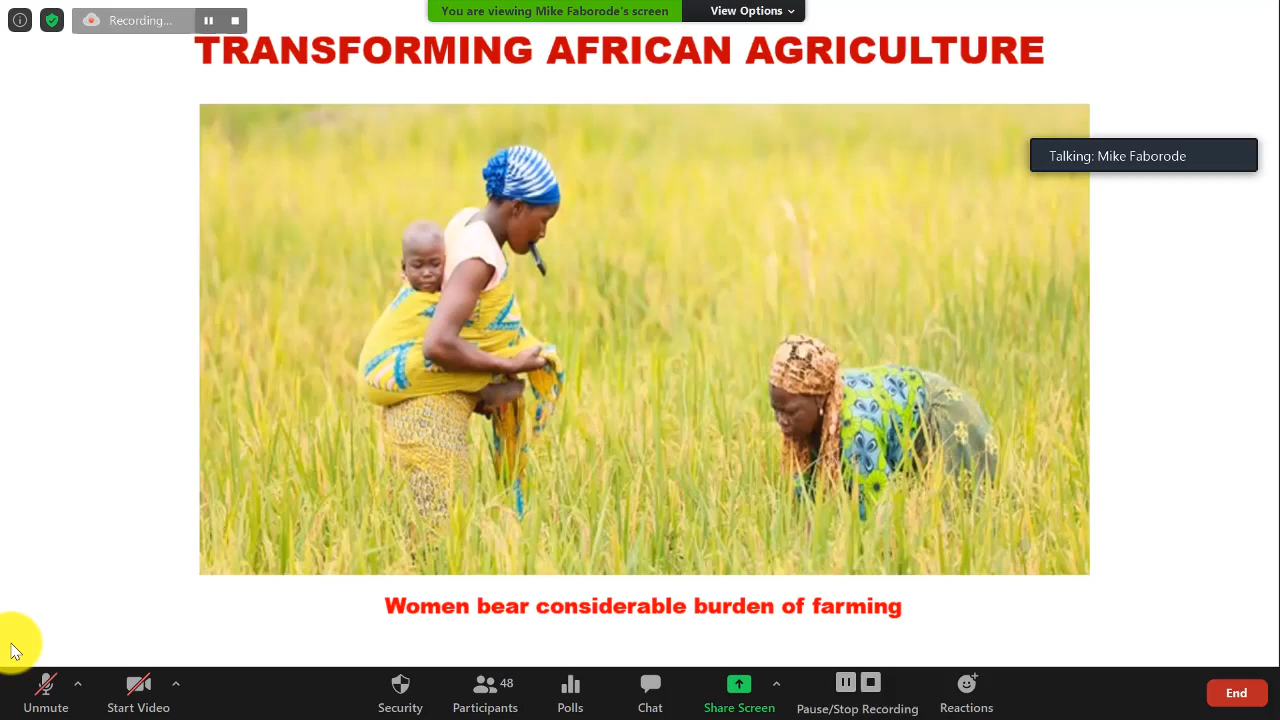 Recording...
You are viewing Mike Faborode's screen
View Options
TRANSFORMING AFRICAN AGRICULTURE
Talking: Mike Faborode
Women bear considerable burden of farming
Unmute
Start Video
Security
Participants
48
Polls
Chat
Share Screen
Pause/Stop Recording
Reactions
End